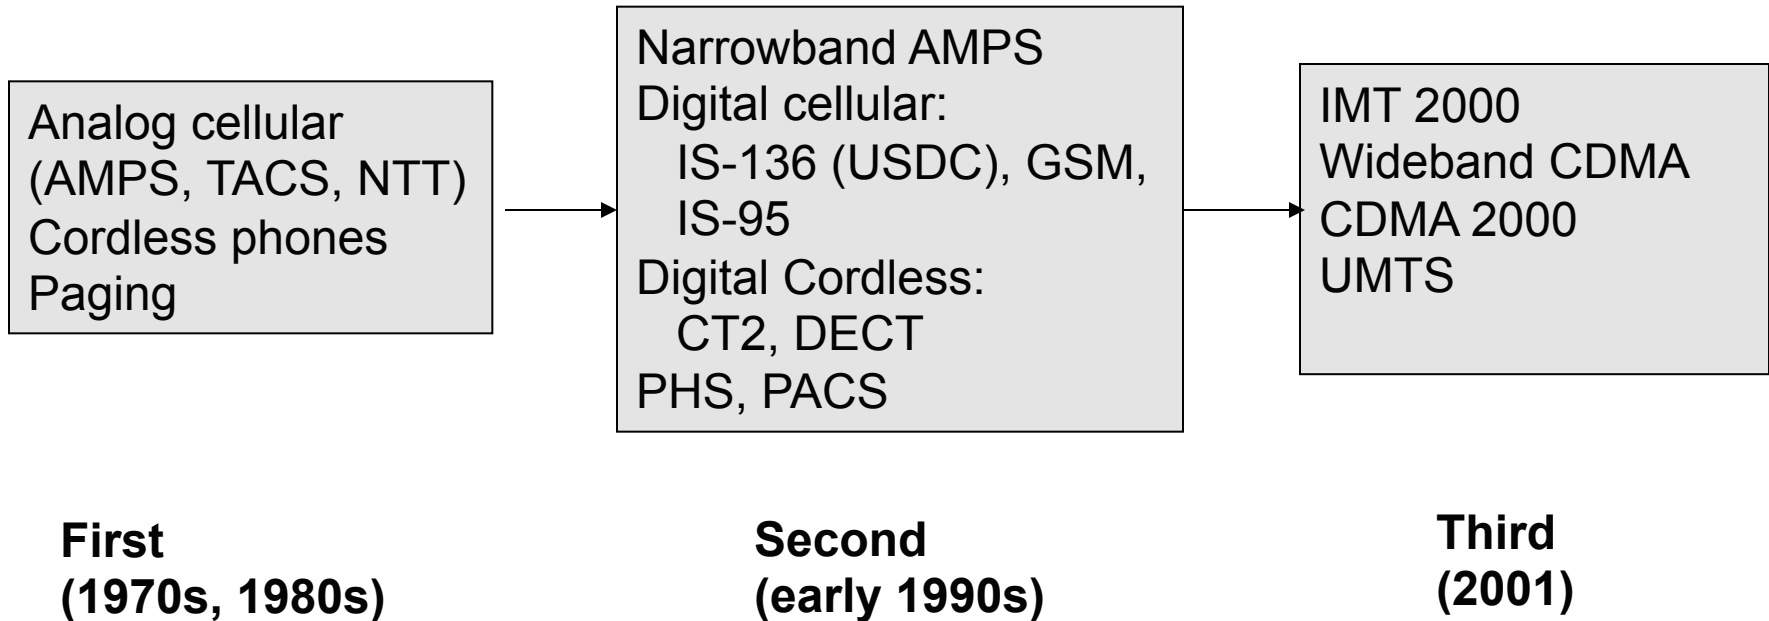 Analog cellular
(AMPS, TACS, NTT)
Cordless phones
Paging
Narrowband AMPS
Digital cellular:
IS-136 (USDC), GSM,
IS-95
Digital Cordless:
CT2, DECT
PHS, PACS
IMT 2000
Wideband CDMA
CDMA 2000
UMTS
First
(1970s, 1980s)
Second
(early 1990s)
Third
(2001)